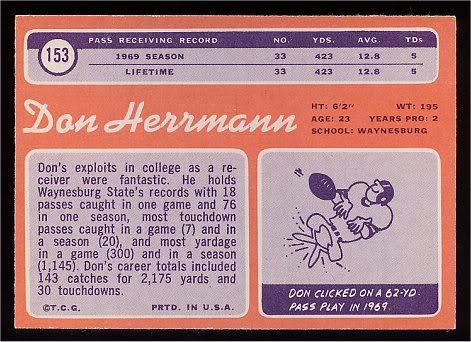 153
PASS RECEIVING RECORD NO. YDS. AVG. TDs
1969 SEASON 33 423 12.8 5
LIFETIME 33 423 12.8 5
Don Herrmann
HT: 6'2" WT: 195
AGE: 23 YEARS PRO: 2
SCHOOL: WAYNESBURG
Don's exploits in college as a re-
ceiver were fantastic. He holds
Waynesburg State's records with 18
passes caught in one game and 76
in one season, most touchdown
passes caught in a game (7) and in
a season (20), and most yardage
in a game (300) and in a season
(1,145). Don's career totals included
143 catches for 2,175 yards and
30 touchdowns.
©T.C.G. PRTD. IN U.S.A.
DON CLICKED ON A 62-YD.
PASS PLAY IN 1969.